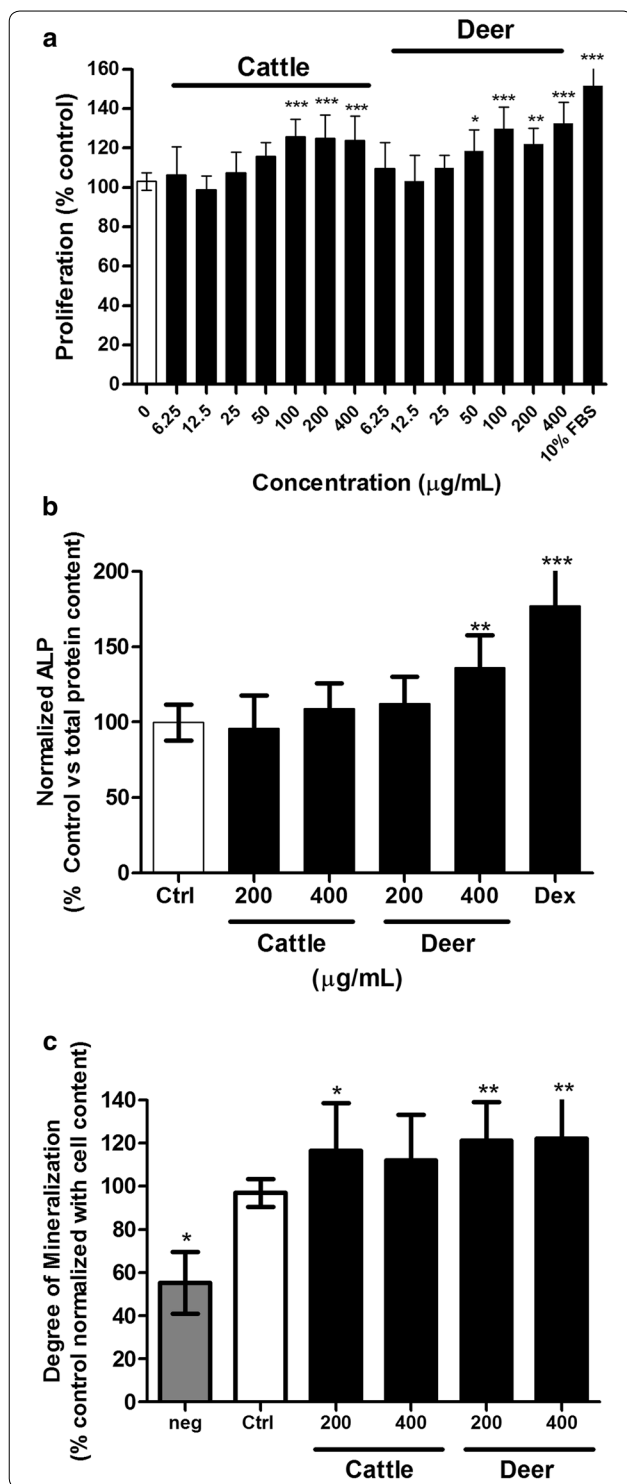 a
Deer
Cattle
***
*** *** *** * *** ** ***
Proliferation (% control)
160
140
120
100
80
60
40
20
0
0 6.25 12.5 25 50 100 200 400 6.25 12.5 25 50 100 200 400 10% FBS
Concentration (µg/mL)
b
Normalized ALP
(% Control vs total protein content)
200
150
100
50
0
** ***
Ctrl 200 400 200 400 Dex
Cattle Deer
(µg/mL)
c
Degree of Mineralization
(% control normalized with cell content)
140
120
100
80
60
40
20
0
* * ** **
neg Ctrl 200 400 200 400
Cattle Deer